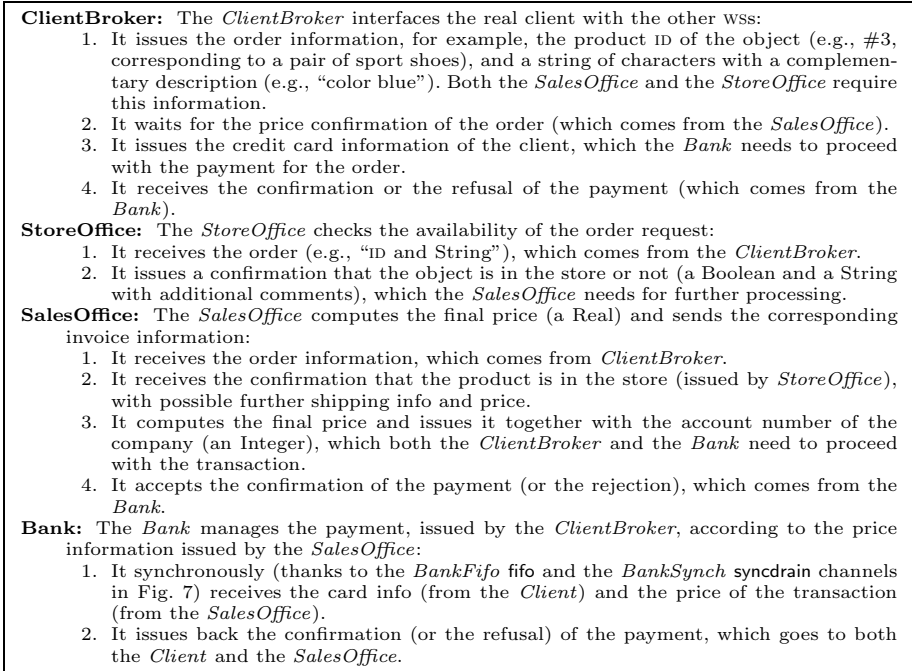 ClientBroker: The ClientBroker interfaces the real client with the other WSs:
1. It issues the order information, for example, the product ID of the object (e.g., #3,
corresponding to a pair of sport shoes), and a string of characters with a complemen-
tary description (e.g., “color blue”). Both the SalesOffice and the StoreOffice require
this information.
2. It waits for the price confirmation of the order (which comes from the SalesOffice).
3. It issues the credit card information of the client, which the Bank needs to proceed
with the payment for the order.
4. It receives the confirmation or the refusal of the payment (which comes from the
Bank).
StoreOffice: The StoreOffice checks the availability of the order request:
1. It receives the order (e.g., “ID and String”), which comes from the ClientBroker.
2. It issues a confirmation that the object is in the store or not (a Boolean and a String
with additional comments), which the SalesOffice needs for further processing.
SalesOffice: The SalesOffice computes the final price (a Real) and sends the corresponding
invoice information:
1. It receives the order information, which comes from ClientBroker.
2. It receives the confirmation that the product is in the store (issued by StoreOffice),
with possible further shipping info and price.
3. It computes the final price and issues it together with the account number of the
company (an Integer), which both the ClientBroker and the Bank need to proceed
with the transaction.
4. It accepts the confirmation of the payment (or the rejection), which comes from the
Bank.
Bank: The Bank manages the payment, issued by the ClientBroker, according to the price
information issued by the SalesOffice:
1. It synchronously (thanks to the BankFifo fifo and the BankSynch syncdrain channels
in Fig. 7) receives the card info (from the Client) and the price of the transaction
(from the SalesOffice).
2. It issues back the confirmation (or the refusal) of the payment, which goes to both
the Client and the SalesOffice.